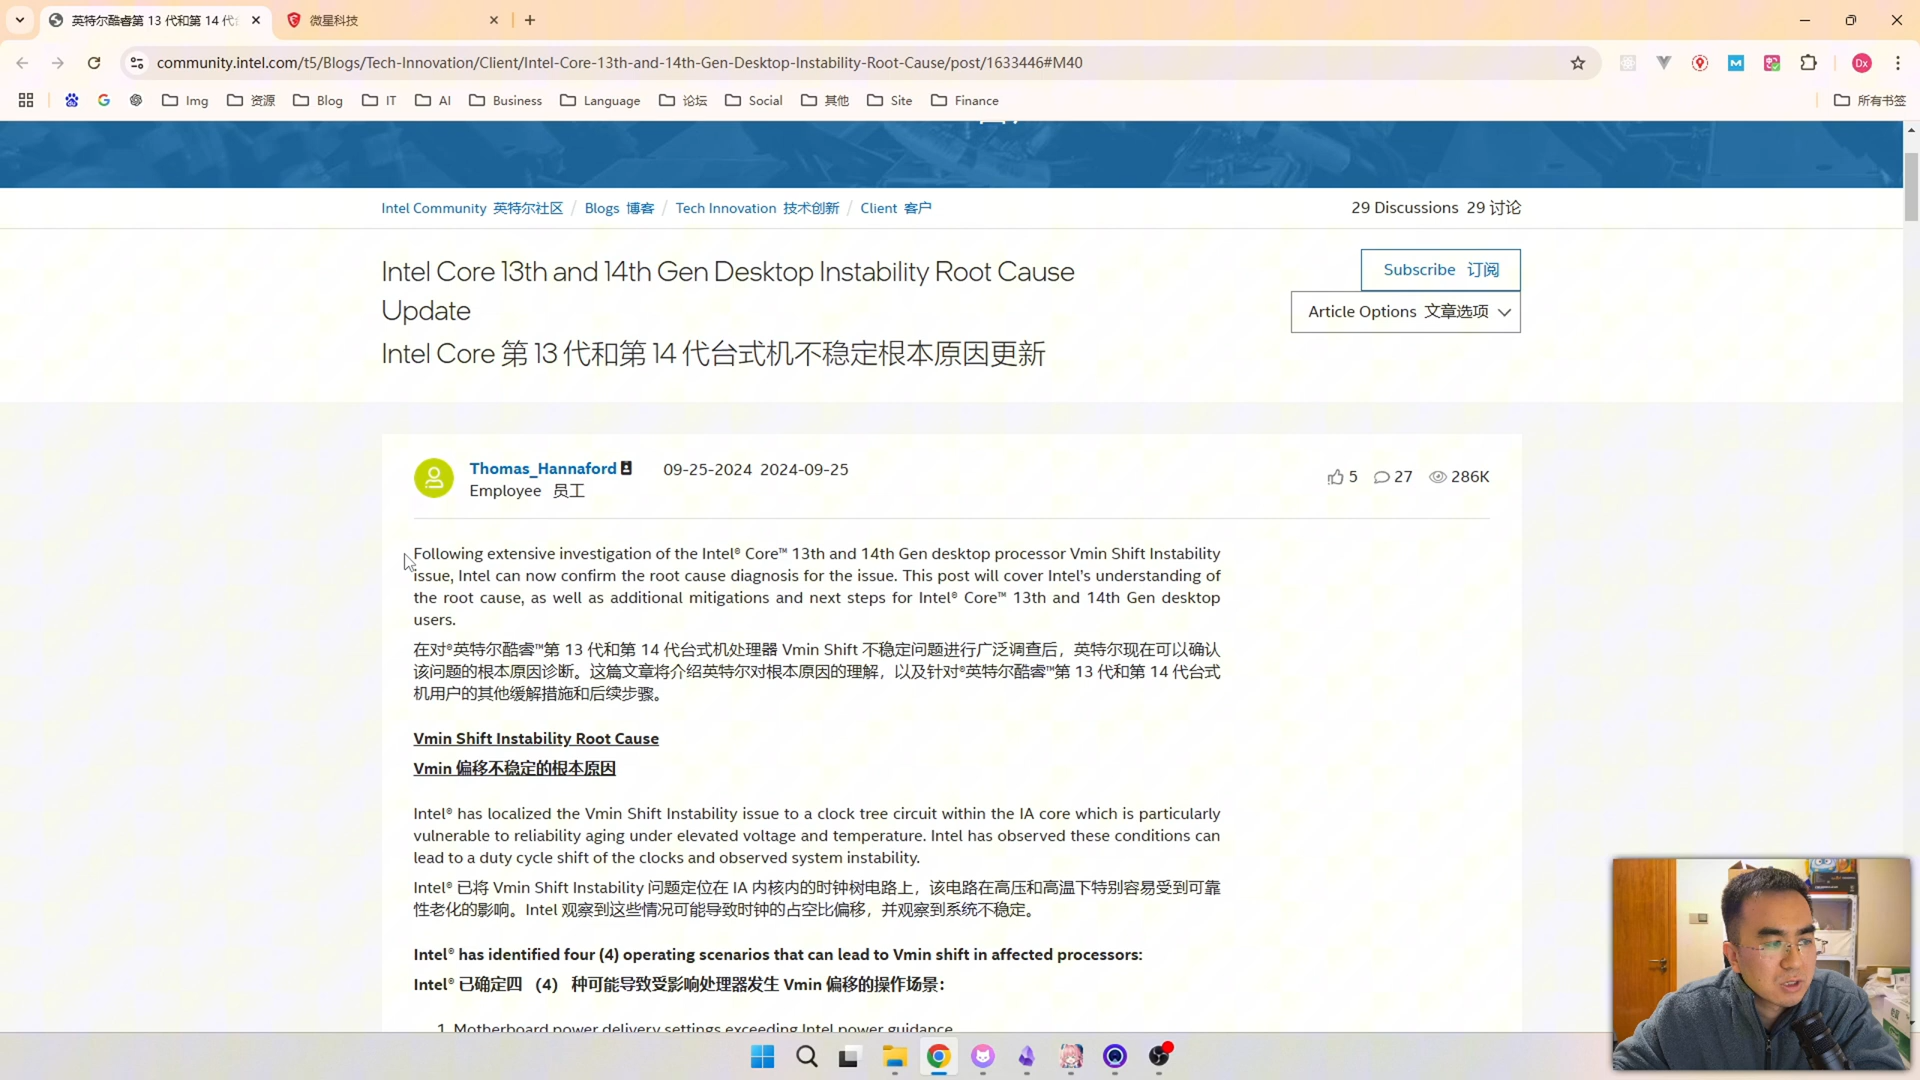 英特尔酷睿第 13 代和第 14 代
微星科技
community.intel.com/t5/Blogs/Tech-Innovation/Client/Intel-Core-13th-and-14th-Gen-Desktop-Instability-Root-Cause/post/1633446#M40
Dx
Img
资源
Blog
IT
AI
Business
Language
论坛
Social
其他
Site
Finance
所有书签
Intel Community 英特尔社区 / Blogs 博客 / Tech Innovation 技术创新 / Client 客户
29 Discussions 29 讨论
Intel Core 13th and 14th Gen Desktop Instability Root Cause
Update
Intel Core 第 13 代和第 14 代台式机不稳定根本原因更新
Subscribe 订阅
Article Options 文章选项
Thomas_Hannaford
09-25-2024 2024-09-25
Employee 员工
5
27
286K
Following extensive investigation of the Intel® Core™ 13th and 14th Gen desktop processor Vmin Shift Instability
issue, Intel can now confirm the root cause diagnosis for the issue. This post will cover Intel's understanding of
the root cause, as well as additional mitigations and next steps for Intel® Core™ 13th and 14th Gen desktop
users.
在对®英特尔酷睿™第 13 代和第 14 代台式机处理器 Vmin Shift 不稳定问题进行广泛调查后，英特尔现在可以确认
该问题的根本原因诊断。这篇文章将介绍英特尔对根本原因的理解，以及针对®英特尔酷睿™第 13 代和第 14 代台式
机用户的其他缓解措施和后续步骤。
Vmin Shift Instability Root Cause
Vmin 偏移不稳定的根本原因
Intel® has localized the Vmin Shift Instability issue to a clock tree circuit within the IA core which is particularly
vulnerable to reliability aging under elevated voltage and temperature. Intel has observed these conditions can
lead to a duty cycle shift of the clocks and observed system instability.
Intel® 已将 Vmin Shift Instability 问题定位在 IA 内核内的时钟树电路上，该电路在高压和高温下特别容易受到可靠
性老化的影响。Intel 观察到这些情况可能导致时钟的占空比偏移，并观察到系统不稳定。
Intel® has identified four (4) operating scenarios that can lead to Vmin shift in affected processors:
Intel® 已确定四 （4） 种可能导致受影响处理器发生 Vmin 偏移的操作场景：
1. Motherboard power delivery settings exceeding Intel power guidance.